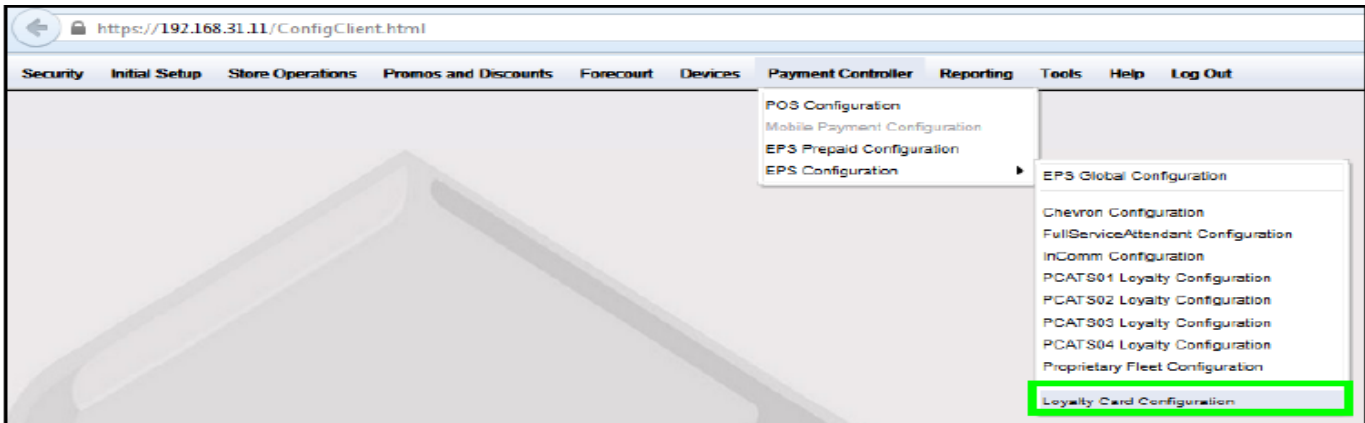 https://192.168.31.11/ConfigClient.html
Security Initial Setup Store Operations Promos and Discounts Forecourt Devices Payment Controller Reporting Tools Help Log Out
POS Configuration
Mobile Payment Configuration
EPS Prepaid Configuration
EPS Configuration
EPS Global Configuration
Chevron Configuration
FullServiceAttendant Configuration
InComm Configuration
PCATS01 Loyalty Configuration
PCATS02 Loyalty Configuration
PCATS03 Loyalty Configuration
PCATS04 Loyalty Configuration
Proprietary Fleet Configuration
Loyalty Card Configuration